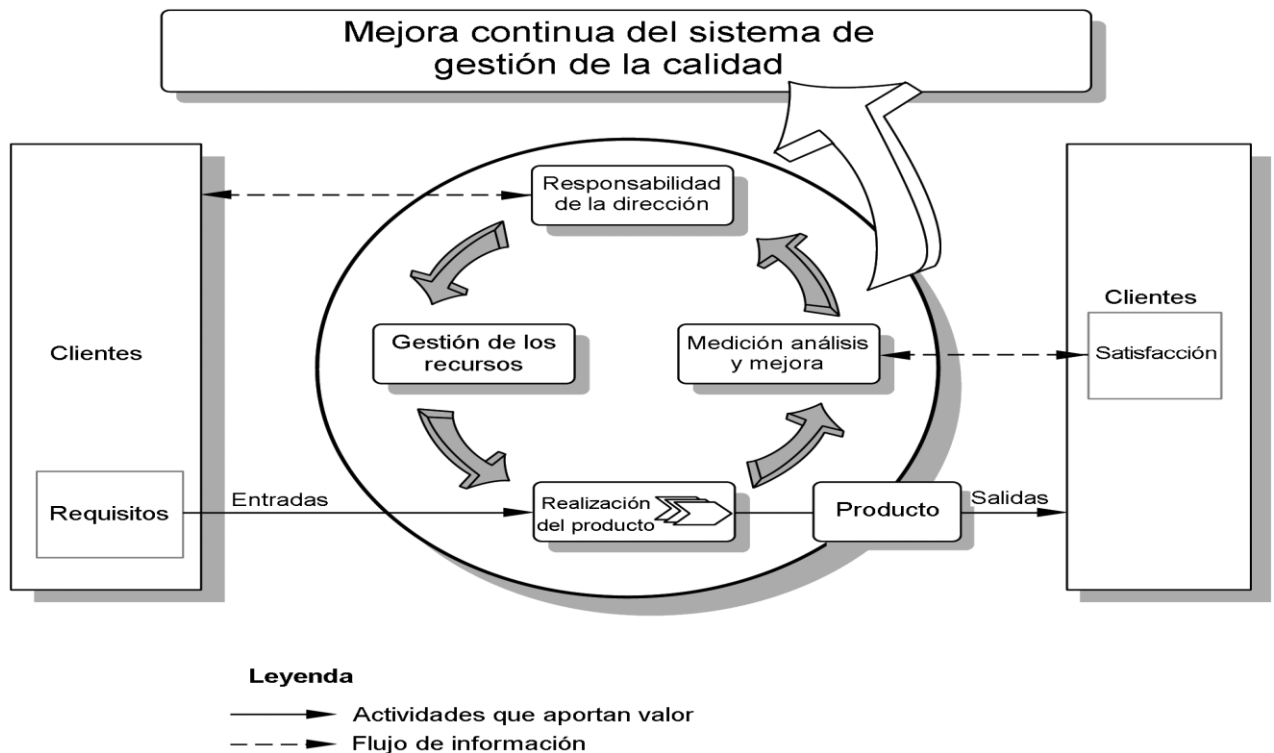 Mejora continua del sistema de
gestión de la calidad
Responsabilidad
de la dirección
Clientes
Gestión de los
recursos
Medición análisis
y mejora
Clientes
Satisfacción
Requisitos
Entradas
Realización
del producto
Producto
Salidas
Leyenda
Actividades que aportan valor
Flujo de información